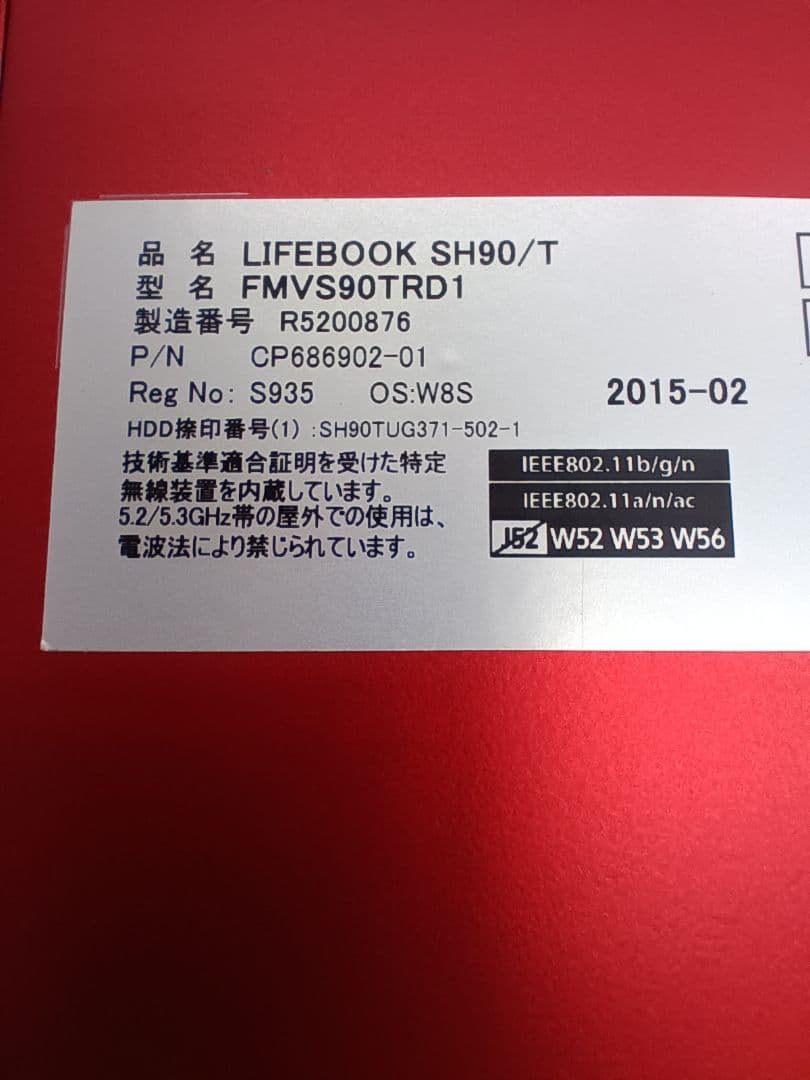 品 名 LIFEBOOK SH90/T
型 名 FMVS90TRD1
製造番号 R5200876
P/N CP686902-01
Reg No: S935 OS:W8S 2015-02
HDD捺印番号(1) :SH90TUG371-502-1
技術基準適合証明を受けた特定
無線装置を内蔵しています。
5.2/5.3GHz帯の屋外での使用は、
電波法により禁じられています。
IEEE802.11b/g/n
IEEE802.11a/n/ac
J52 W52 W53 W56